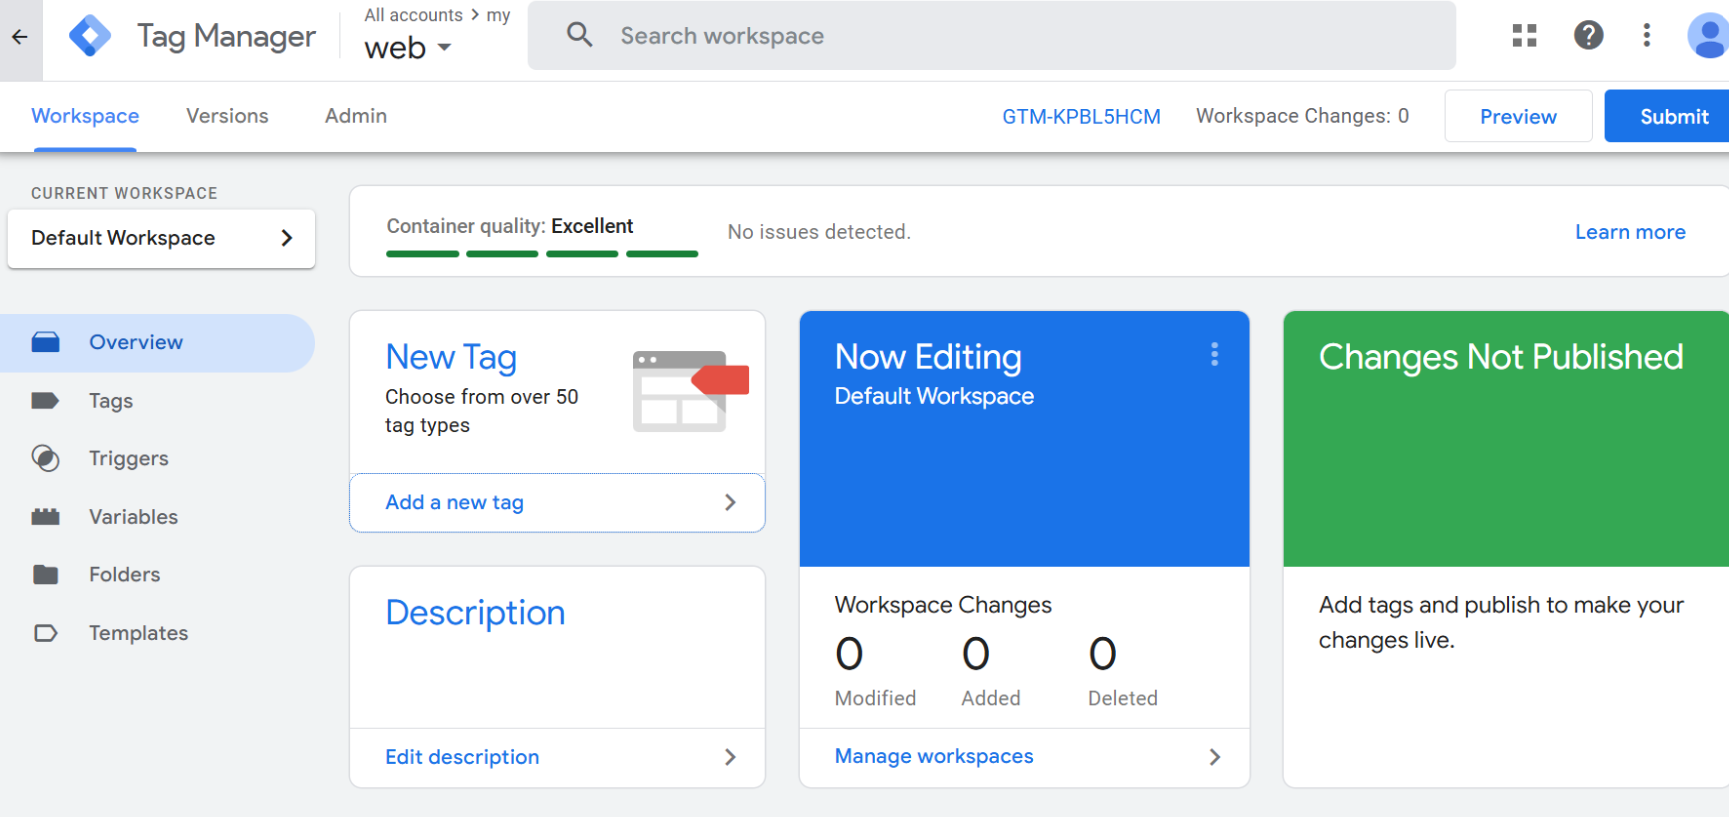 Tag Manager
All accounts > my
web
Search workspace
Workspace
Versions
Admin
GTM-KPBL5HCM
Workspace Changes: 0
Preview
Submit
CURRENT WORKSPACE
Default Workspace
Container quality: Excellent
No issues detected.
Learn more
Overview
Tags
Triggers
Variables
Folders
Templates
New Tag
Choose from over 50
tag types
Add a new tag
Description
Edit description
Now Editing
Default Workspace
Workspace Changes
0
0
0
Modified
Added
Deleted
Manage workspaces
Changes Not Published
Add tags and publish to make your
changes live.